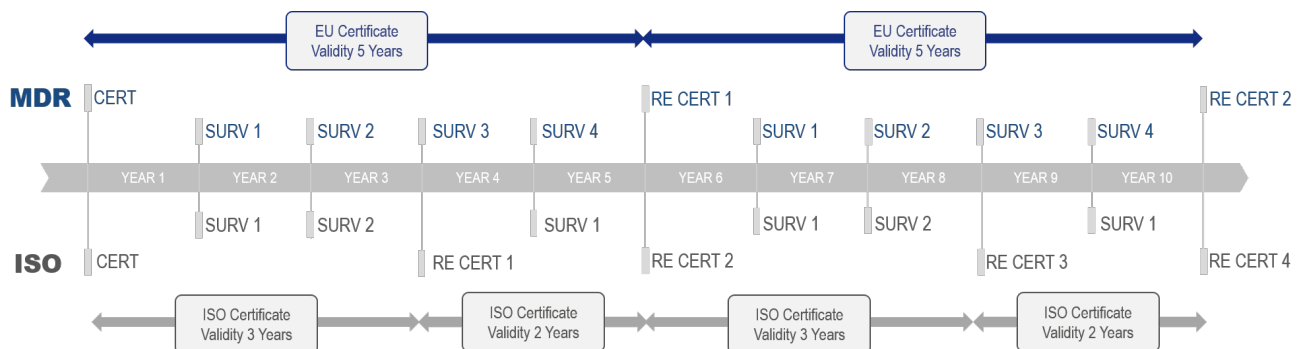 EU Certificate
Validity 5 Years
EU Certificate
Validity 5 Years
MDR
CERT
RE CERT 1
RE CERT 2
SURV 1
SURV 2
SURV 3
SURV 4
SURV 1
SURV 2
SURV 3
SURV 4
YEAR 1
YEAR 2
YEAR 3
YEAR 4
YEAR 5
YEAR 6
YEAR 7
YEAR 8
YEAR 9
YEAR 10
SURV 1
SURV 2
SURV 1
SURV 1
SURV 2
SURV 1
ISO
CERT
RE CERT 1
RE CERT 2
RE CERT 3
RE CERT 4
ISO Certificate
Validity 3 Years
ISO Certificate
Validity 2 Years
ISO Certificate
Validity 3 Years
ISO Certificate
Validity 2 Years